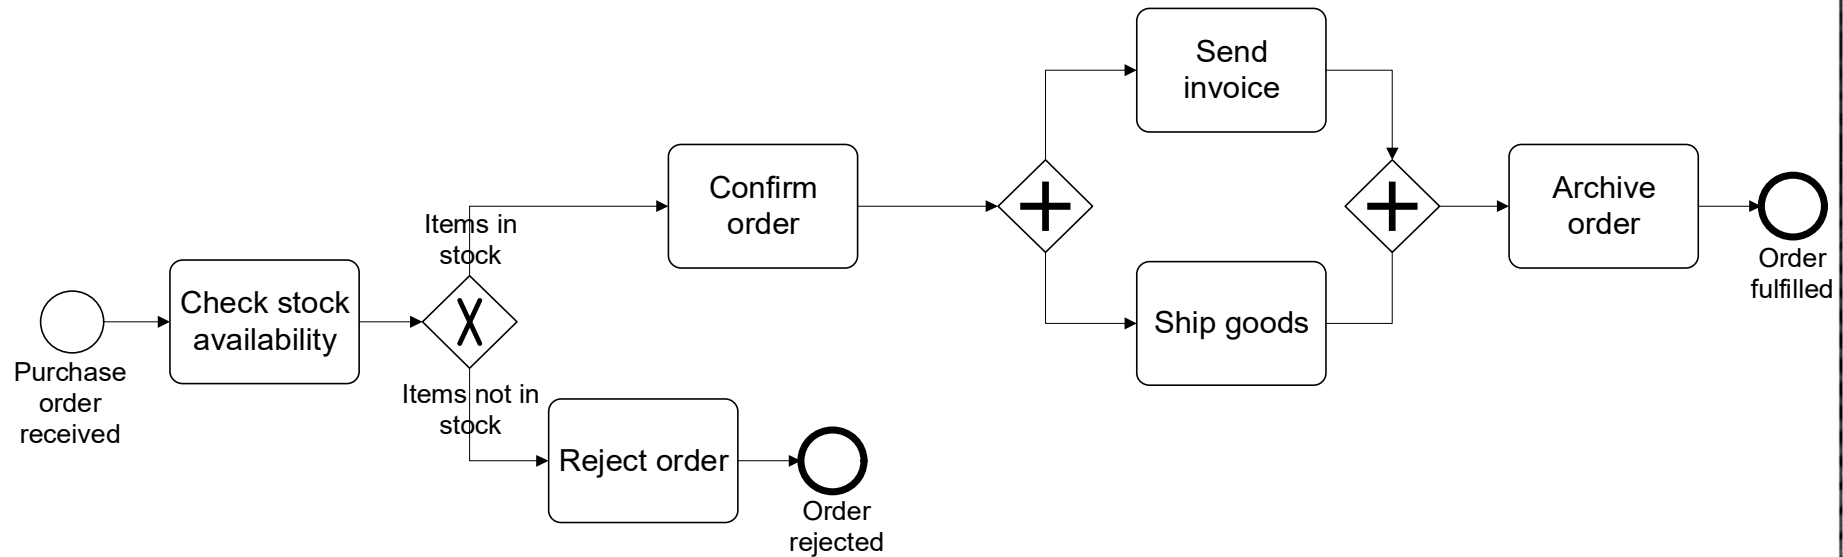 Purchase
order
received
Check stock
availability
Items in
stock
Items not in
stock
Confirm
order
Reject order
Order
rejected
Send
invoice
Ship goods
Archive
order
Order
fulfilled